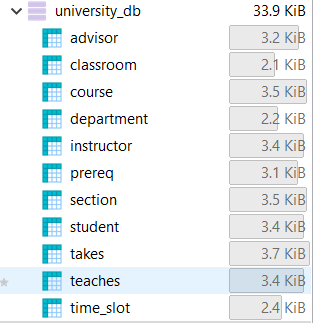 university_db 33.9 KiB
advisor 3.2 KiB
classroom 2.1 KiB
course 3.5 KiB
department 2.2 KiB
instructor 3.4 KiB
prereq 3.1 KiB
section 3.5 KiB
student 3.4 KiB
takes 3.7 KiB
teaches 3.4 KiB
time_slot 2.4 KiB